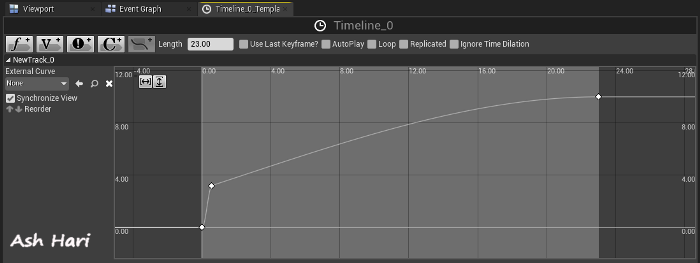 Viewport
Event Graph
Timeline_0_Templa
Timeline_0
f+ V+ !+ C+ Length 23.00 Use Last Keyframe? AutoPlay Loop Replicated Ignore Time Dilation
NewTrack_0
External Curve
None
Synchronize View
Reorder
12.00 -4.00 0.00 4.00 8.00 12.00 16.00 20.00 24.00 28 12.00
8.00 8.00
4.00 4.00
0.00 0.00
Ash Hari